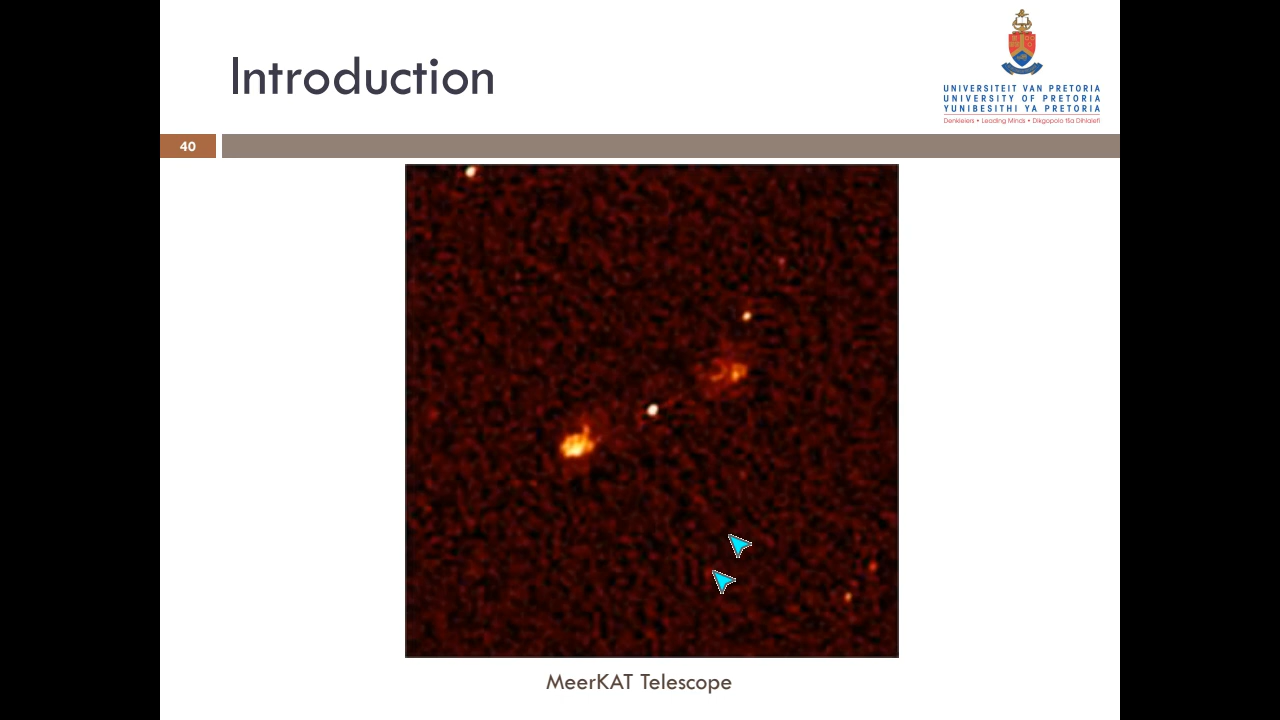 Introduction
UNIVERSITEIT VAN PRETORIA
UNIVERSITY OF PRETORIA
YUNIBESITHI YA PRETORIA
Denkleiers • Leading Minds • Dikgopolo tša Dihlalefi
40
MeerKAT Telescope